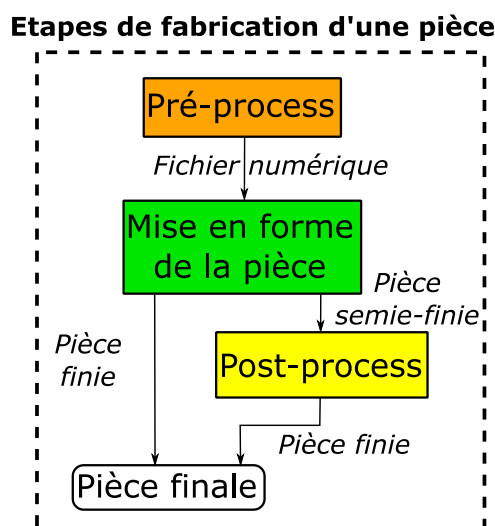 Etapes de fabrication d'une pièce
Pré-process
Fichier numérique
Mise en forme
de la pièce
Pièce
semie-finie
Pièce
finie
Post-process
Pièce finie
Pièce finale